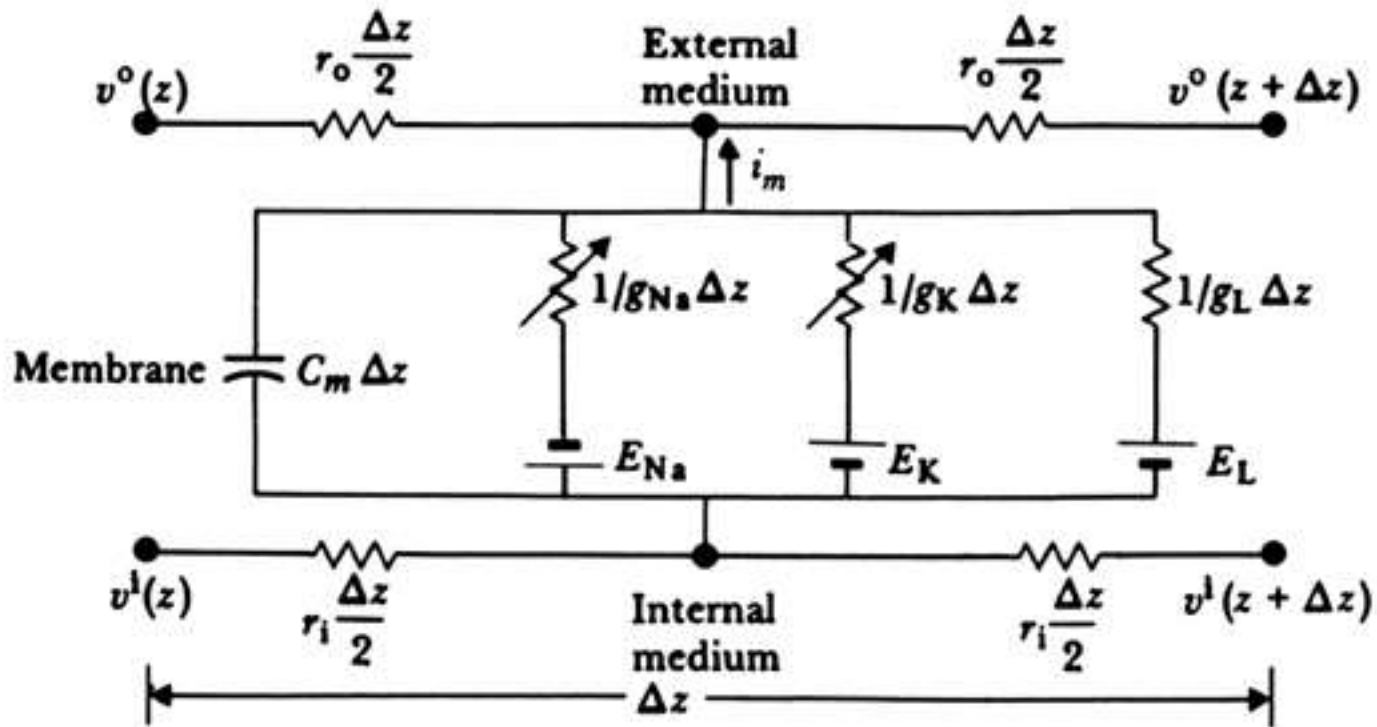 v^o(z)
r_o Δz/2
External
medium
r_o Δz/2
v^o(z + Δz)
i_m
1/g_Na Δz
1/g_K Δz
1/g_L Δz
Membrane
C_m Δz
E_Na
E_K
E_L
v^i(z)
r_i Δz/2
Internal
medium
r_i Δz/2
v^i(z + Δz)
Δz